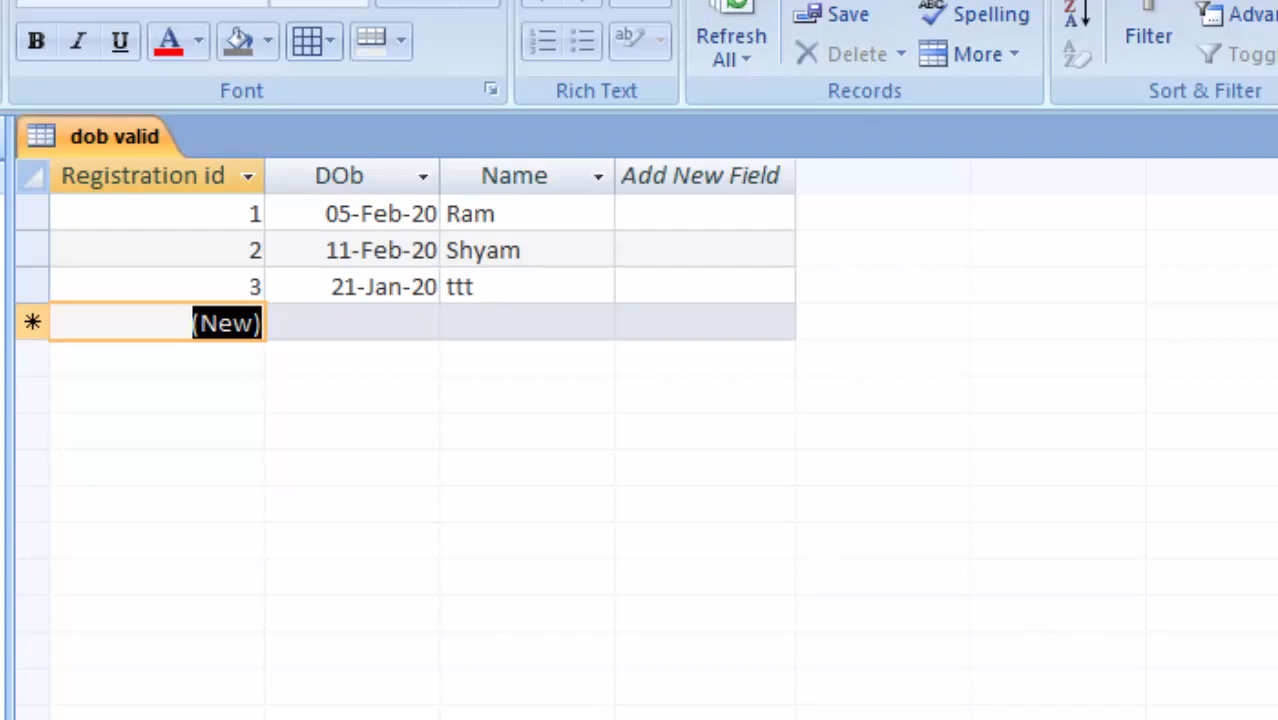 Save
Spelling
Advan
B I U A
ab
Refresh All
Delete
More
Filter
Togg
Font
Rich Text
Records
Sort & Filter
dob valid
Registration id DOb Name Add New Field
1 05-Feb-20 Ram
2 11-Feb-20 Shyam
3 21-Jan-20 ttt
(New)